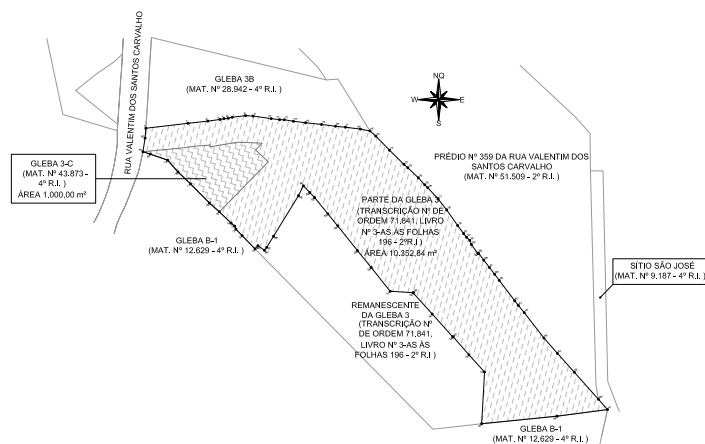 RUA VALENTIM DOS SANTOS CARVALHO
GLEBA 3B
(MAT. Nº 28.942 - 4º R.I.)
NQ
W
E
S
GLEBA 3-C
(MAT. Nº 43.873 -
4º R.I. )
ÁREA 1.000,00 m²
PRÉDIO Nº 359 DA RUA VALENTIM DOS
SANTOS CARVALHO
(MAT. Nº 51.509 - 2º R.I.)
PARTE DA GLEBA 3
(TRANSCRIÇÃO Nº DE
ORDEM 71.841, LIVRO
Nº 3-AS ÀS FOLHAS
196 - 2ºR.I )
ÁREA 10.352,84 m²
GLEBA B-1
(MAT. Nº 12.629 - 4º R.I.)
SÍTIO SÃO JOSÉ
(MAT. Nº 9.187 - 4º R.I.)
REMANESCENTE
DA GLEBA 3
(TRANSCRIÇÃO Nº
DE ORDEM 71.841,
LIVRO Nº 3-AS ÀS
FOLHAS 196 - 2º R.I )
GLEBA B-1
(MAT. Nº 12.629 - 4º R.I.)